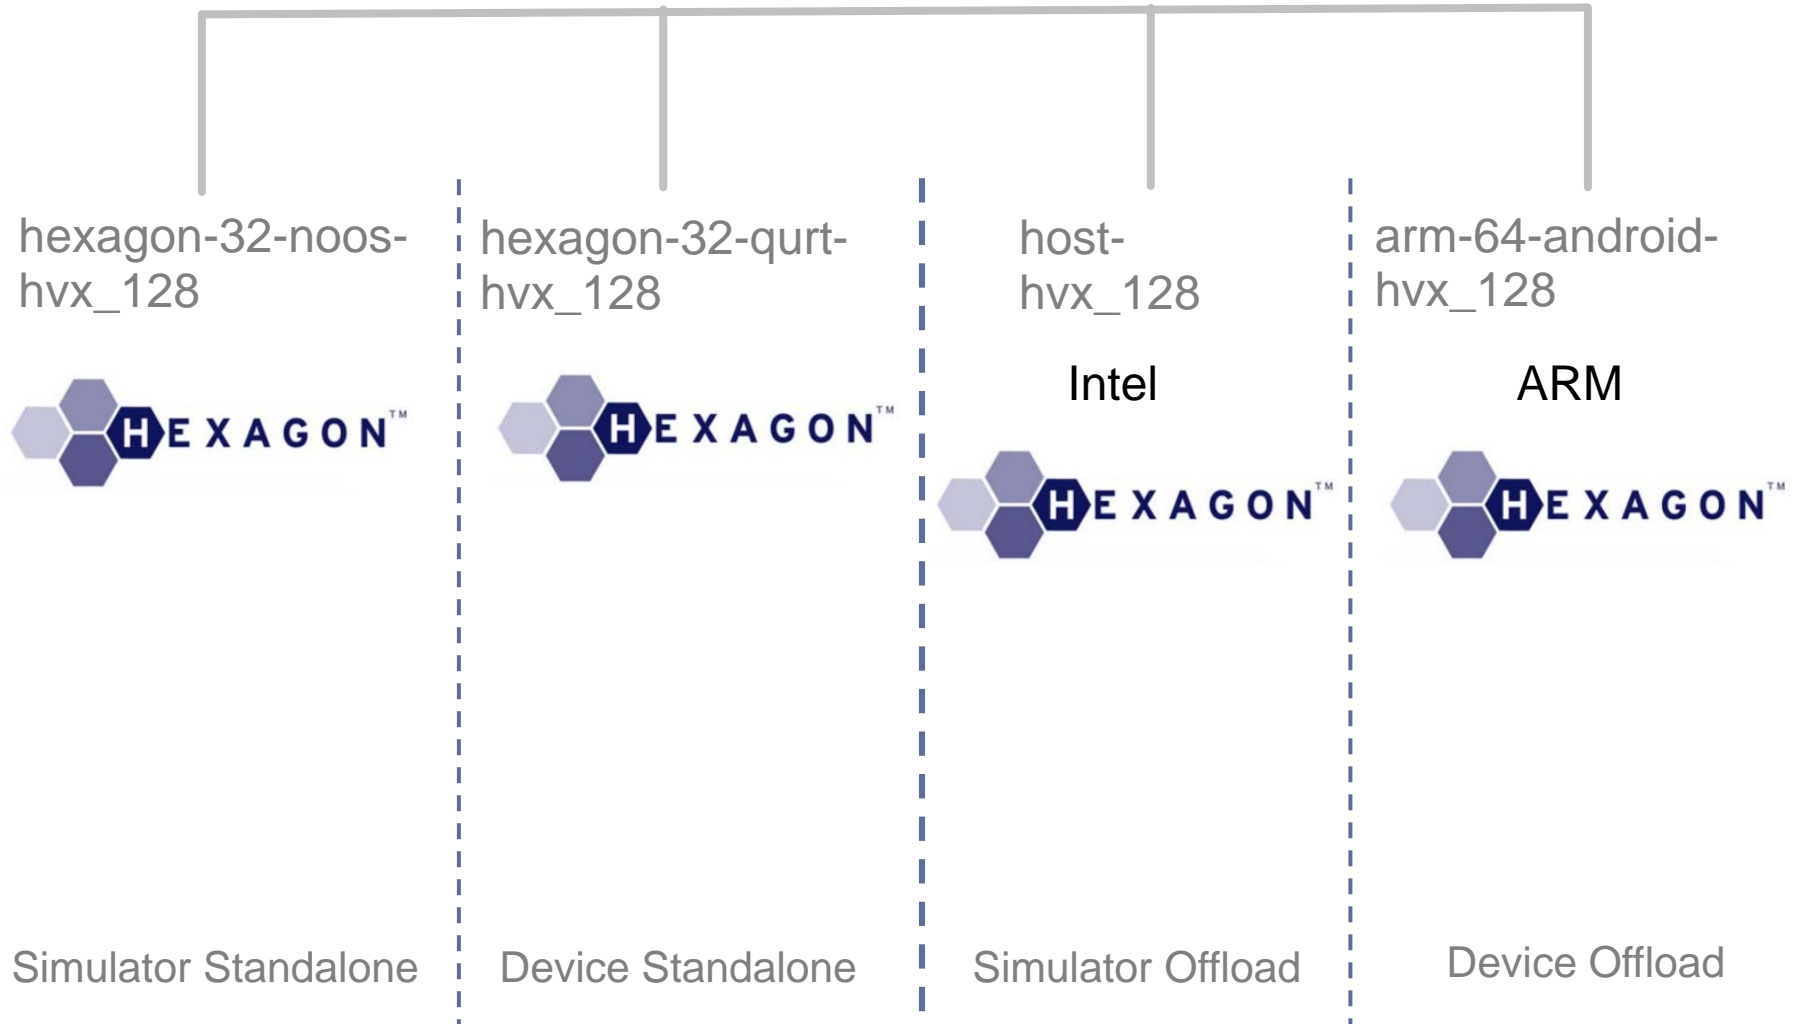 hexagon-32-noos-
hvx_128
hexagon-32-qurt-
hvx_128
host-
hvx_128
arm-64-android-
hvx_128
HEXAGON™
HEXAGON™
Intel
HEXAGON™
ARM
HEXAGON™
Simulator Standalone
Device Standalone
Simulator Offload
Device Offload